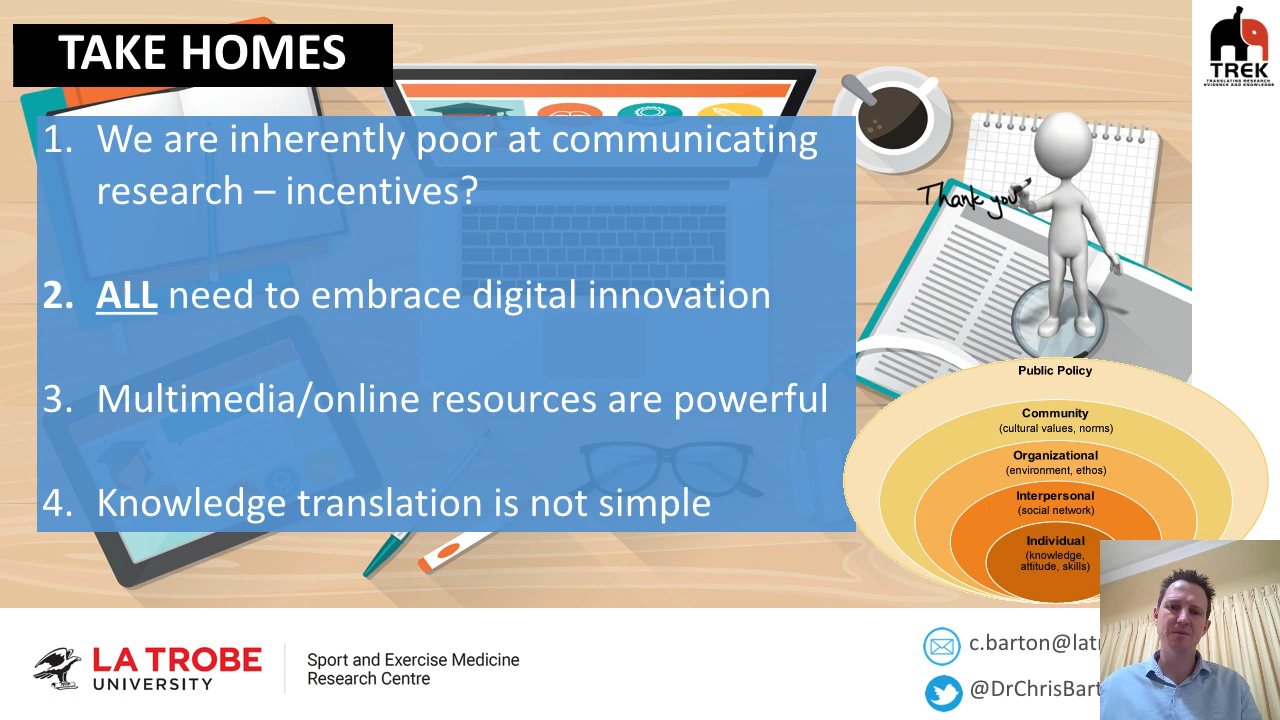 TAKE HOMES
TREK
TRANSLATING RESEARCH
EVIDENCE AND KNOWLEDGE
1. We are inherently poor at communicating
research – incentives?
2. ALL need to embrace digital innovation
3. Multimedia/online resources are powerful
4. Knowledge translation is not simple
Thank you
Public Policy
Community
(cultural values, norms)
Organizational
(environment, ethos)
Interpersonal
(social network)
Individual
(knowledge,
attitude, skills)
LA TROBE
UNIVERSITY
Sport and Exercise Medicine
Research Centre
c.barton@latr
@DrChrisBart